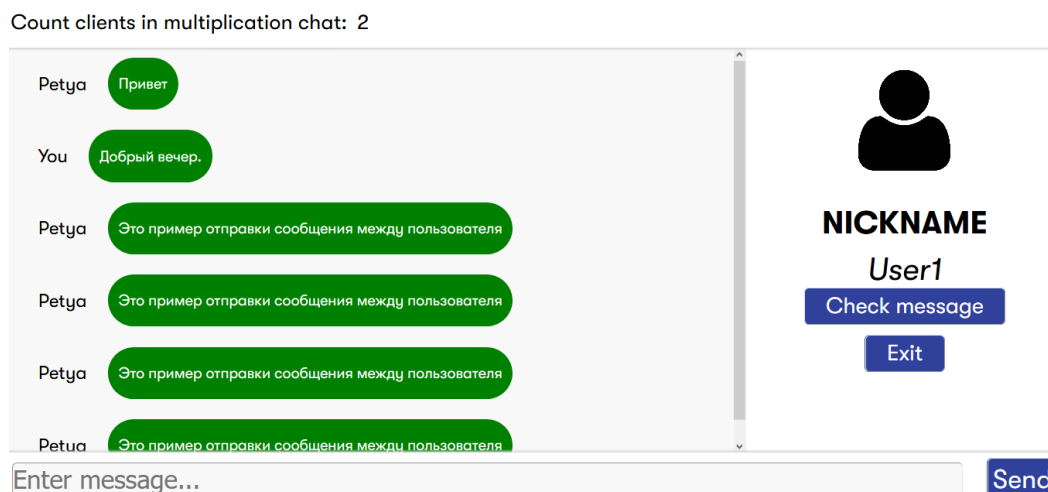 Count clients in multiplication chat: 2
Petya Привет
You Добрый вечер.
Petya Это пример отправки сообщения между пользователя
Petya Это пример отправки сообщения между пользователя
Petya Это пример отправки сообщения между пользователя
Petya Это пример отправки сообщения между пользователя
NICKNAME
User1
Check message
Exit
Enter message...
Send